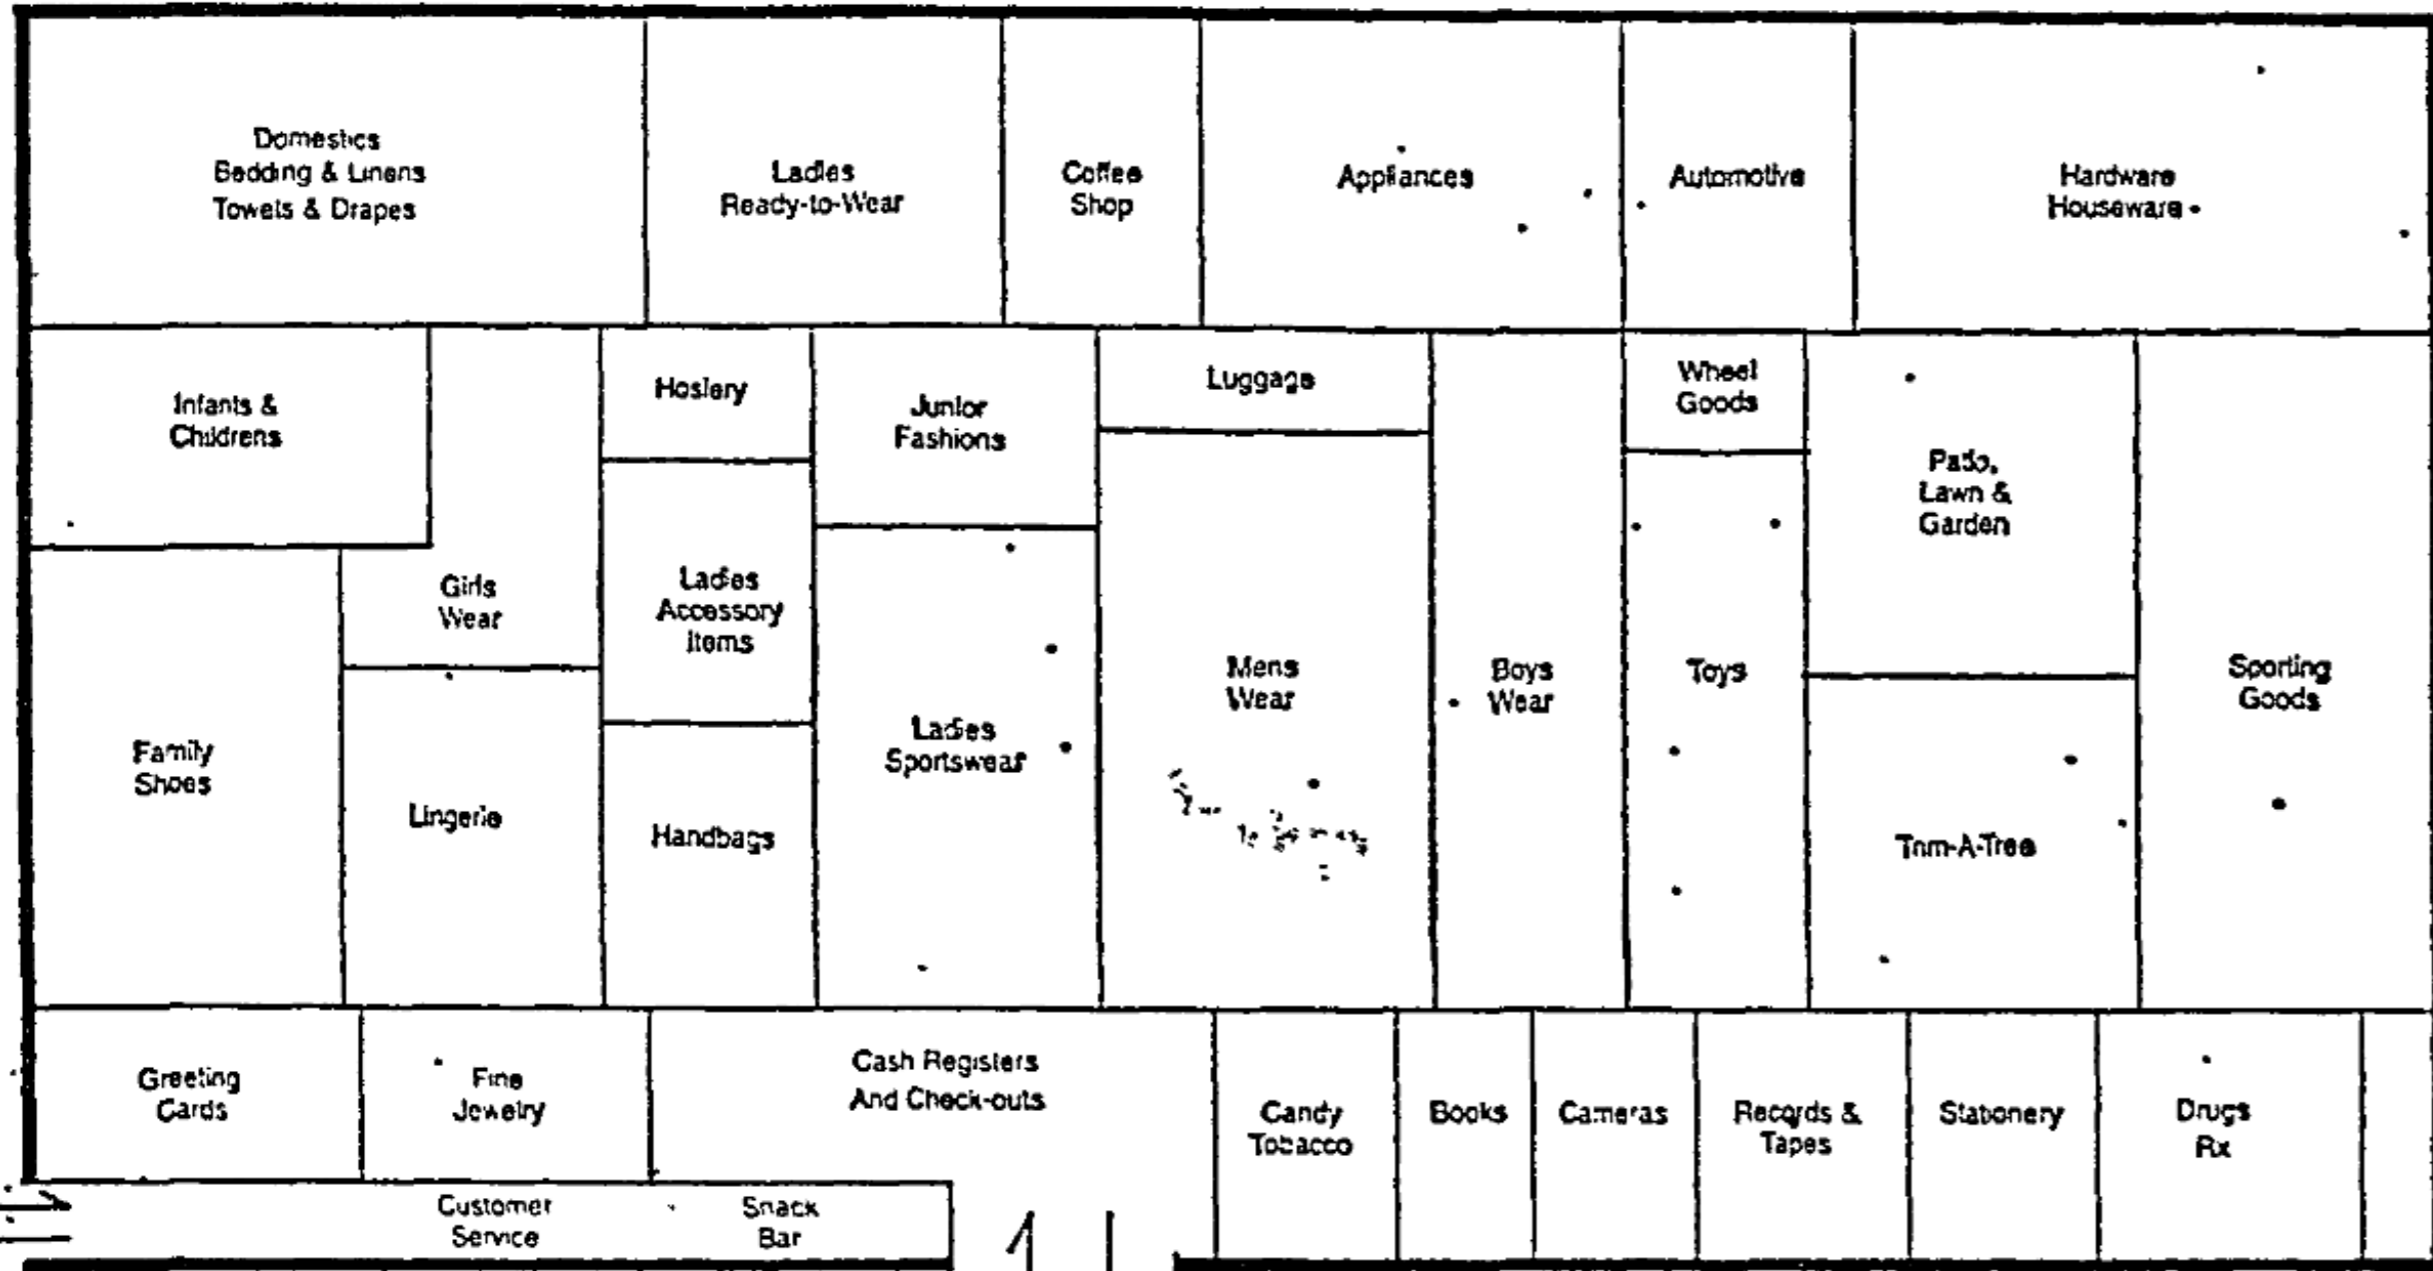 Domestics
Bedding & Linens
Towels & Drapes
Ladies
Ready-to-Wear
Coffee
Shop
Appliances
Automotive
Hardware
Houseware
Infants &
Childrens
Girls
Wear
Hosiery
Junior
Fashions
Luggage
Wheel
Goods
Patio,
Lawn &
Garden
Ladies
Accessory
Items
Family
Shoes
Lingerie
Handbags
Ladies
Sportswear
Mens
Wear
Boys
Wear
Toys
Trim-A-Tree
Sporting
Goods
Greeting
Cards
Fine
Jewelry
Cash Registers
And Check-outs
Candy
Tobacco
Books
Cameras
Records &
Tapes
Stationery
Drugs
Rx
Customer
Service
Snack
Bar